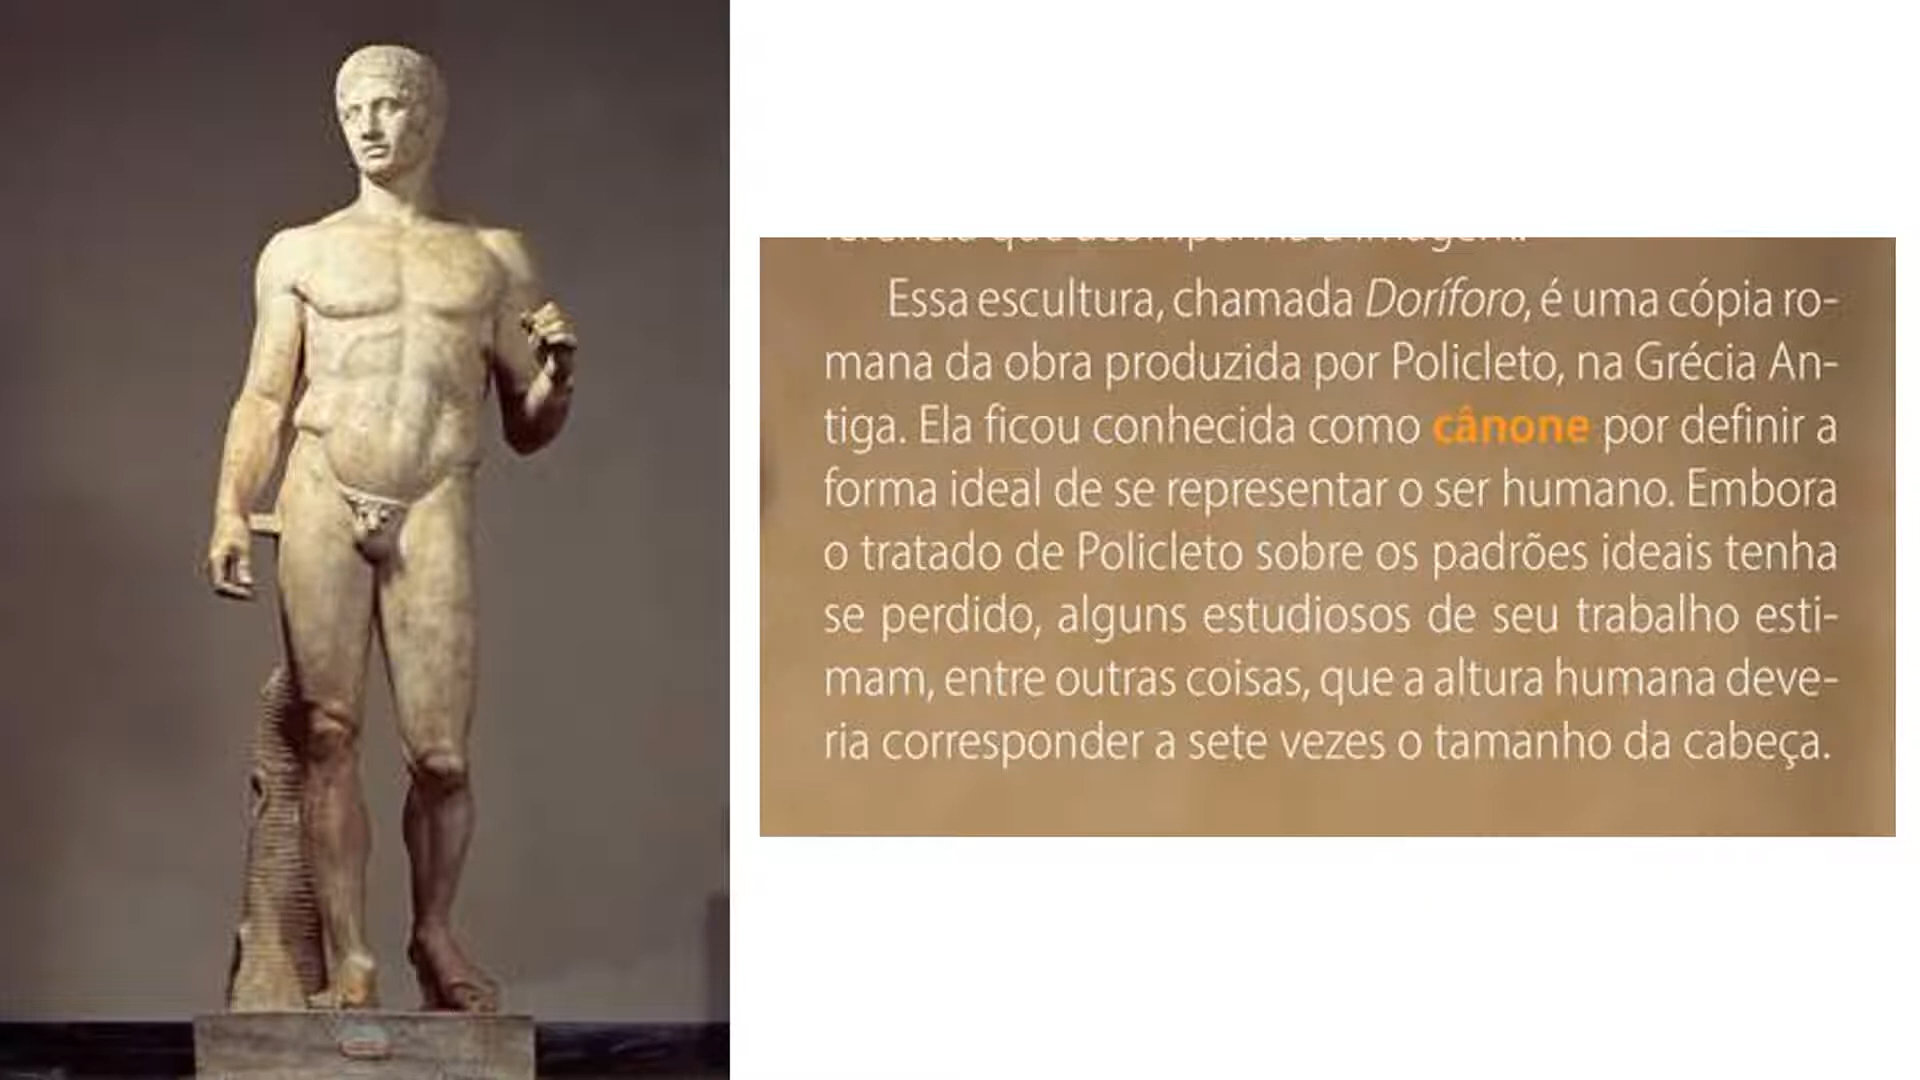 Essa escultura, chamada Doríforo, é uma cópia ro-
mana da obra produzida por Policleto, na Grécia An-
tiga. Ela ficou conhecida como cânone por definir a
forma ideal de se representar o ser humano. Embora
o tratado de Policleto sobre os padrões ideais tenha
se perdido, alguns estudiosos de seu trabalho esti-
mam, entre outras coisas, que a altura humana deve-
ria corresponder a sete vezes o tamanho da cabeça.